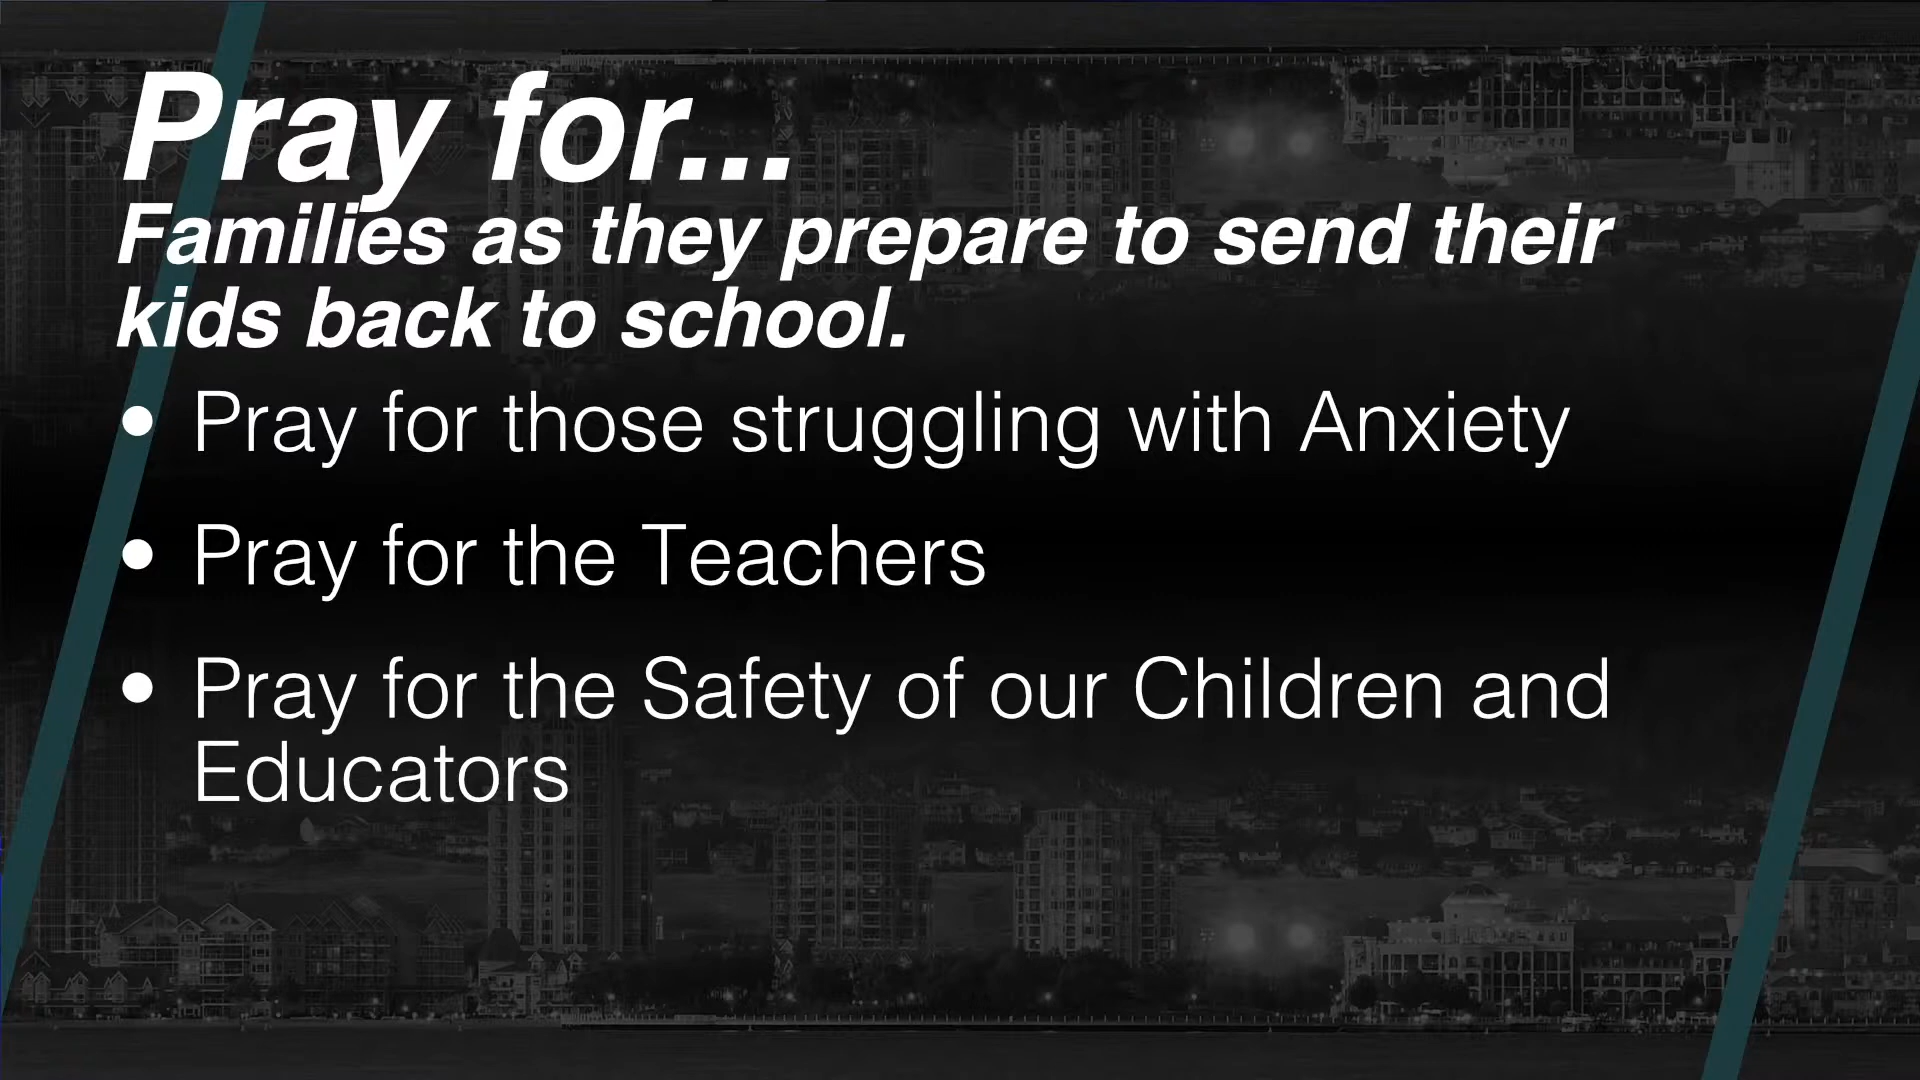 Pray for...
Families as they prepare to send their
kids back to school.
• Pray for those struggling with Anxiety
• Pray for the Teachers
• Pray for the Safety of our Children and
Educators